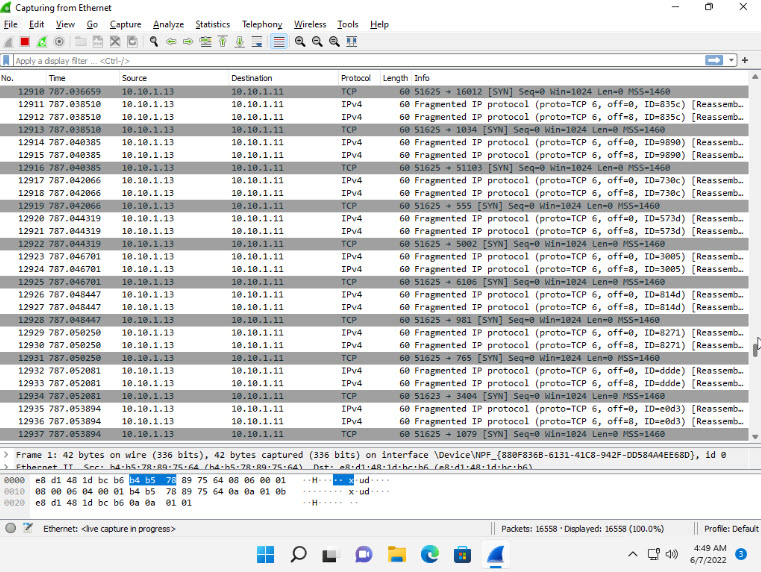 Capturing from Ethernet
File Edit View Go Capture Analyze Statistics Telephony Wireless Tools Help
Apply a display filter ... <Ctrl-/>
No. Time Source Destination Protocol Length Info
12910 787.036659 10.10.1.13 10.10.1.11 TCP 60 51625 → 16012 [SYN] Seq=0 Win=1024 Len=0 MSS=1460
12911 787.038510 10.10.1.13 10.10.1.11 IPv4 60 Fragmented IP protocol (proto=TCP 6, off=0, ID=835c) [Reassemb…
12912 787.038510 10.10.1.13 10.10.1.11 IPv4 60 Fragmented IP protocol (proto=TCP 6, off=8, ID=835c) [Reassemb…
12913 787.038510 10.10.1.13 10.10.1.11 TCP 60 51625 → 1034 [SYN] Seq=0 Win=1024 Len=0 MSS=1460
12914 787.040385 10.10.1.13 10.10.1.11 IPv4 60 Fragmented IP protocol (proto=TCP 6, off=0, ID=9890) [Reassemb…
12915 787.040385 10.10.1.13 10.10.1.11 IPv4 60 Fragmented IP protocol (proto=TCP 6, off=8, ID=9890) [Reassemb…
12916 787.040385 10.10.1.13 10.10.1.11 TCP 60 51625 → 51103 [SYN] Seq=0 Win=1024 Len=0 MSS=1460
12917 787.042066 10.10.1.13 10.10.1.11 IPv4 60 Fragmented IP protocol (proto=TCP 6, off=0, ID=730c) [Reassemb…
12918 787.042066 10.10.1.13 10.10.1.11 IPv4 60 Fragmented IP protocol (proto=TCP 6, off=8, ID=730c) [Reassemb…
12919 787.042066 10.10.1.13 10.10.1.11 TCP 60 51625 → 555 [SYN] Seq=0 Win=1024 Len=0 MSS=1460
12920 787.044319 10.10.1.13 10.10.1.11 IPv4 60 Fragmented IP protocol (proto=TCP 6, off=0, ID=573d) [Reassemb…
12921 787.044319 10.10.1.13 10.10.1.11 IPv4 60 Fragmented IP protocol (proto=TCP 6, off=8, ID=573d) [Reassemb…
12922 787.044319 10.10.1.13 10.10.1.11 TCP 60 51625 → 5002 [SYN] Seq=0 Win=1024 Len=0 MSS=1460
12923 787.046701 10.10.1.13 10.10.1.11 IPv4 60 Fragmented IP protocol (proto=TCP 6, off=0, ID=3005) [Reassemb…
12924 787.046701 10.10.1.13 10.10.1.11 IPv4 60 Fragmented IP protocol (proto=TCP 6, off=8, ID=3005) [Reassemb…
12925 787.046701 10.10.1.13 10.10.1.11 TCP 60 51625 → 6106 [SYN] Seq=0 Win=1024 Len=0 MSS=1460
12926 787.048447 10.10.1.13 10.10.1.11 IPv4 60 Fragmented IP protocol (proto=TCP 6, off=0, ID=814d) [Reassemb…
12927 787.048447 10.10.1.13 10.10.1.11 IPv4 60 Fragmented IP protocol (proto=TCP 6, off=8, ID=814d) [Reassemb…
12928 787.048447 10.10.1.13 10.10.1.11 TCP 60 51625 → 981 [SYN] Seq=0 Win=1024 Len=0 MSS=1460
12929 787.050250 10.10.1.13 10.10.1.11 IPv4 60 Fragmented IP protocol (proto=TCP 6, off=0, ID=8271) [Reassemb…
12930 787.050250 10.10.1.13 10.10.1.11 IPv4 60 Fragmented IP protocol (proto=TCP 6, off=8, ID=8271) [Reassemb…
12931 787.050250 10.10.1.13 10.10.1.11 TCP 60 51625 → 765 [SYN] Seq=0 Win=1024 Len=0 MSS=1460
12932 787.052081 10.10.1.13 10.10.1.11 IPv4 60 Fragmented IP protocol (proto=TCP 6, off=0, ID=ddde) [Reassemb…
12933 787.052081 10.10.1.13 10.10.1.11 IPv4 60 Fragmented IP protocol (proto=TCP 6, off=8, ID=ddde) [Reassemb…
12934 787.052081 10.10.1.13 10.10.1.11 TCP 60 51623 → 3404 [SYN] Seq=0 Win=1024 Len=0 MSS=1460
12935 787.053894 10.10.1.13 10.10.1.11 IPv4 60 Fragmented IP protocol (proto=TCP 6, off=0, ID=e0d3) [Reassemb…
12936 787.053894 10.10.1.13 10.10.1.11 IPv4 60 Fragmented IP protocol (proto=TCP 6, off=8, ID=e0d3) [Reassemb…
12937 787.053894 10.10.1.13 10.10.1.11 TCP 60 51625 → 1079 [SYN] Seq=0 Win=1024 Len=0 MSS=1460
> Frame 1: 42 bytes on wire (336 bits), 42 bytes captured (336 bits) on interface \Device\NPF_{880F836B-6131-41C8-942F-DD584A4EE68D}, id 0
> Ethernet II, Src: b4:b5:78:89:75:64 (b4:b5:78:89:75:64), Dst: e8:d1:48:1d:bc:b6 (e8:d1:48:1d:bc:b6)
0000 e8 d1 48 1d bc b6 b4 b5 78 89 75 64 08 06 00 01 ··H····· x·ud····
0010 08 00 06 04 00 01 b4 b5 78 89 75 64 0a 0a 01 0b ········ x·ud····
0020 e8 d1 48 1d bc b6 0a 0a 01 01 ··H····· ··
Ethernet: <live capture in progress> Packets: 16558 · Displayed: 16558 (100.0%) Profile: Default
4:49 AM
6/7/2022
3